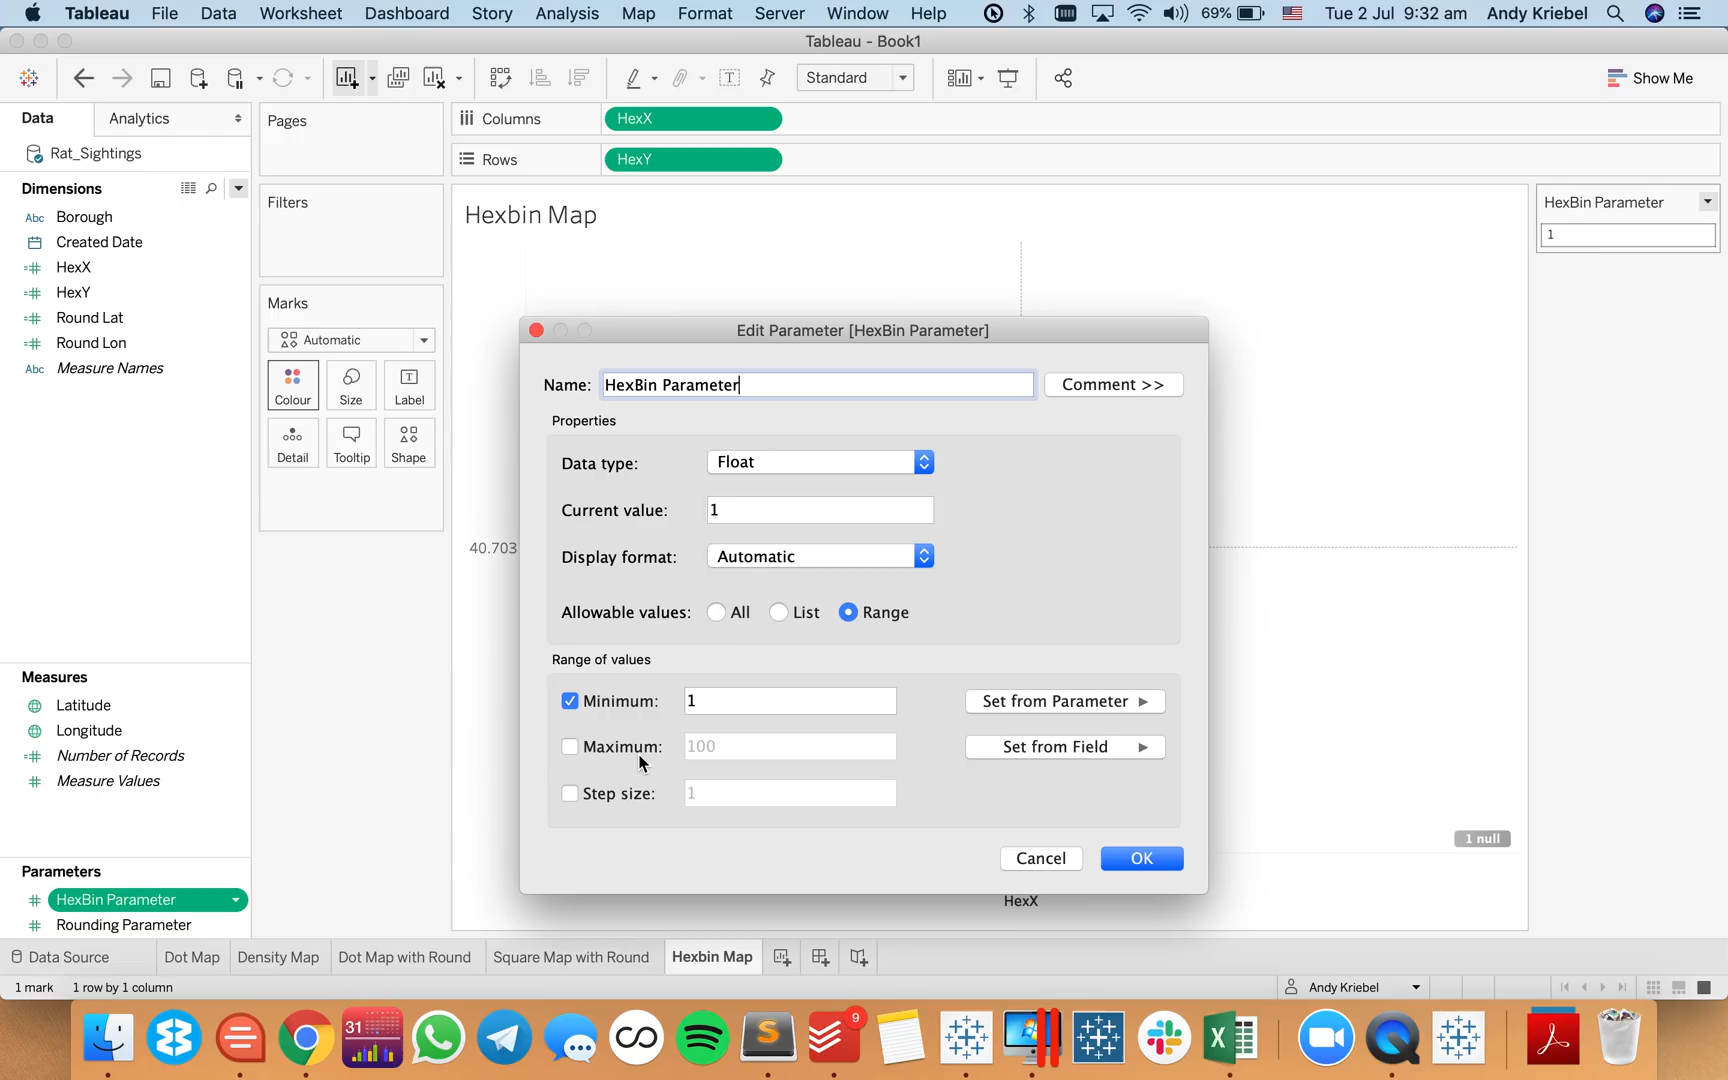 Tableau File Data Worksheet Dashboard Story Analysis Map Format Server Window Help 69% Tue 2 Jul 9:32 am Andy Kriebel
Tableau - Book1
Standard Show Me
Data Analytics
Rat_Sightings
Dimensions
Abc Borough
Created Date
HexX
HexY
Round Lat
Round Lon
Abc Measure Names
Measures
Latitude
Longitude
Number of Records
Measure Values
Parameters
HexBin Parameter
Rounding Parameter
Pages
Filters
Marks
Automatic
Colour Size Label
Detail Tooltip Shape
Columns HexX
Rows HexY
Hexbin Map
40.703
1 null
HexX
HexBin Parameter
1
Edit Parameter [HexBin Parameter]
Name: HexBin Parameter Comment >>
Properties
Data type: Float
Current value: 1
Display format: Automatic
Allowable values: All List Range
Range of values
Minimum: 1 Set from Parameter
Maximum: 100 Set from Field
Step size: 1
Cancel OK
Data Source Dot Map Density Map Dot Map with Round Square Map with Round Hexbin Map
1 mark 1 row by 1 column Andy Kriebel
31
9